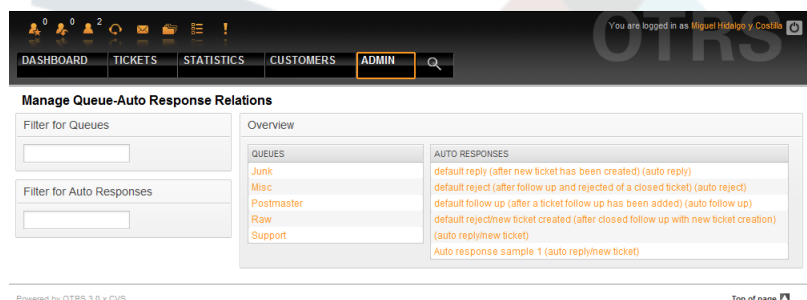 0 0 2
You are logged in as Miguel Hidalgo y Costilla
OTRS
DASHBOARD TICKETS STATISTICS CUSTOMERS ADMIN
Manage Queue-Auto Response Relations
Filter for Queues
Filter for Auto Responses
Overview
QUEUES
Junk
Misc
Postmaster
Raw
Support
AUTO RESPONSES
default reply (after new ticket has been created) (auto reply)
default reject (after follow up and rejected of a closed ticket) (auto reject)
default follow up (after a ticket follow up has been added) (auto follow up)
default reject/new ticket created (after closed follow up with new ticket creation)
(auto reply/new ticket)
Auto response sample 1 (auto reply/new ticket)
Powered by OTRS 3.0.x CVS
Top of page